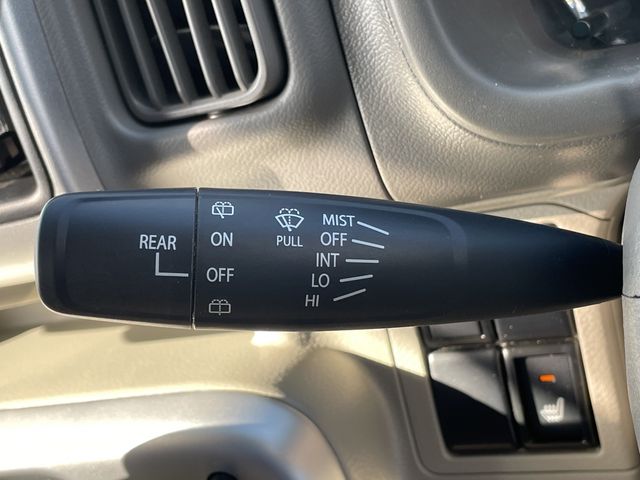 REAR
ON
OFF
PULL
MIST
OFF
INT
LO
HI